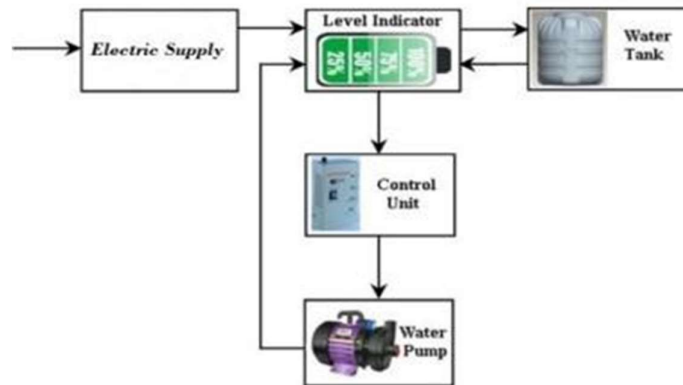 Level Indicator
Electric Supply
25%
50%
75%
100%
Water
Tank
Control
Unit
Water
Pump